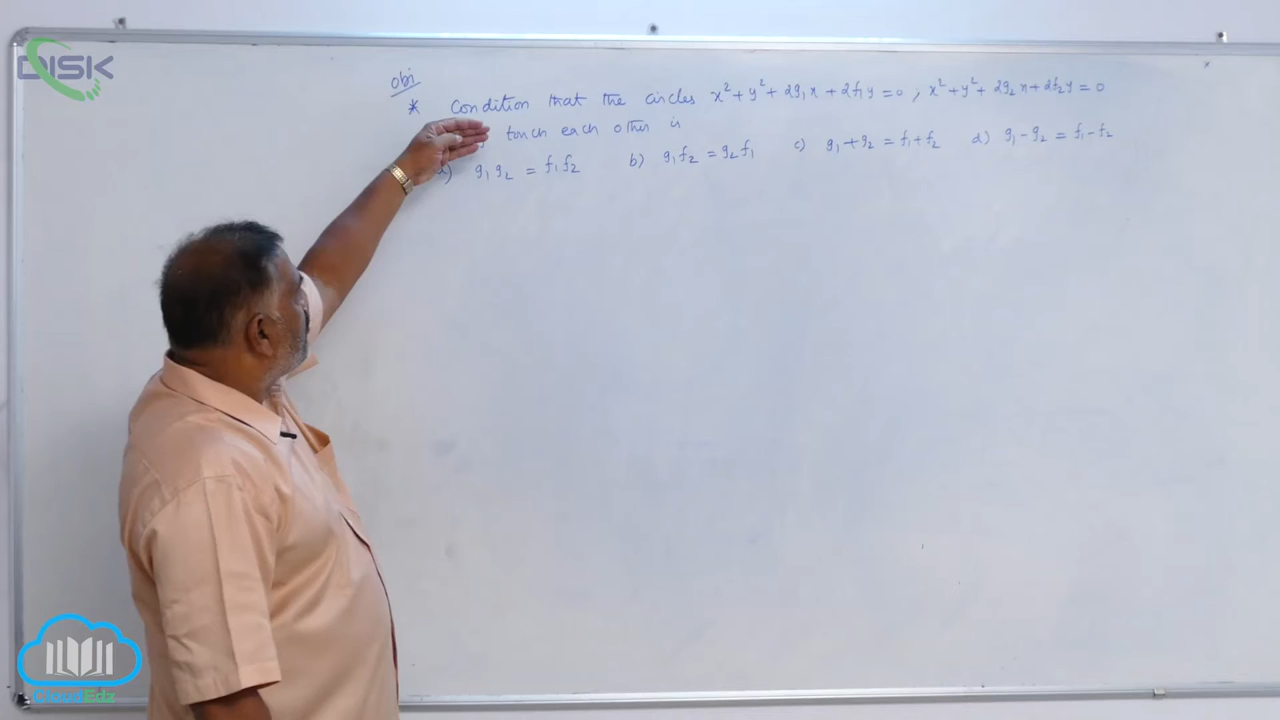 DISK
Obj
* Condition that the circles x² + y² + 2g₁x + 2f₁y = 0 ; x² + y² + 2g₂x + 2f₂y = 0
touch each other is
a) g₁g₂ = f₁f₂ b) g₁f₂ = g₂f₁ c) g₁ + g₂ = f₁ + f₂ d) g₁ - g₂ = f₁ - f₂
CloudEdz